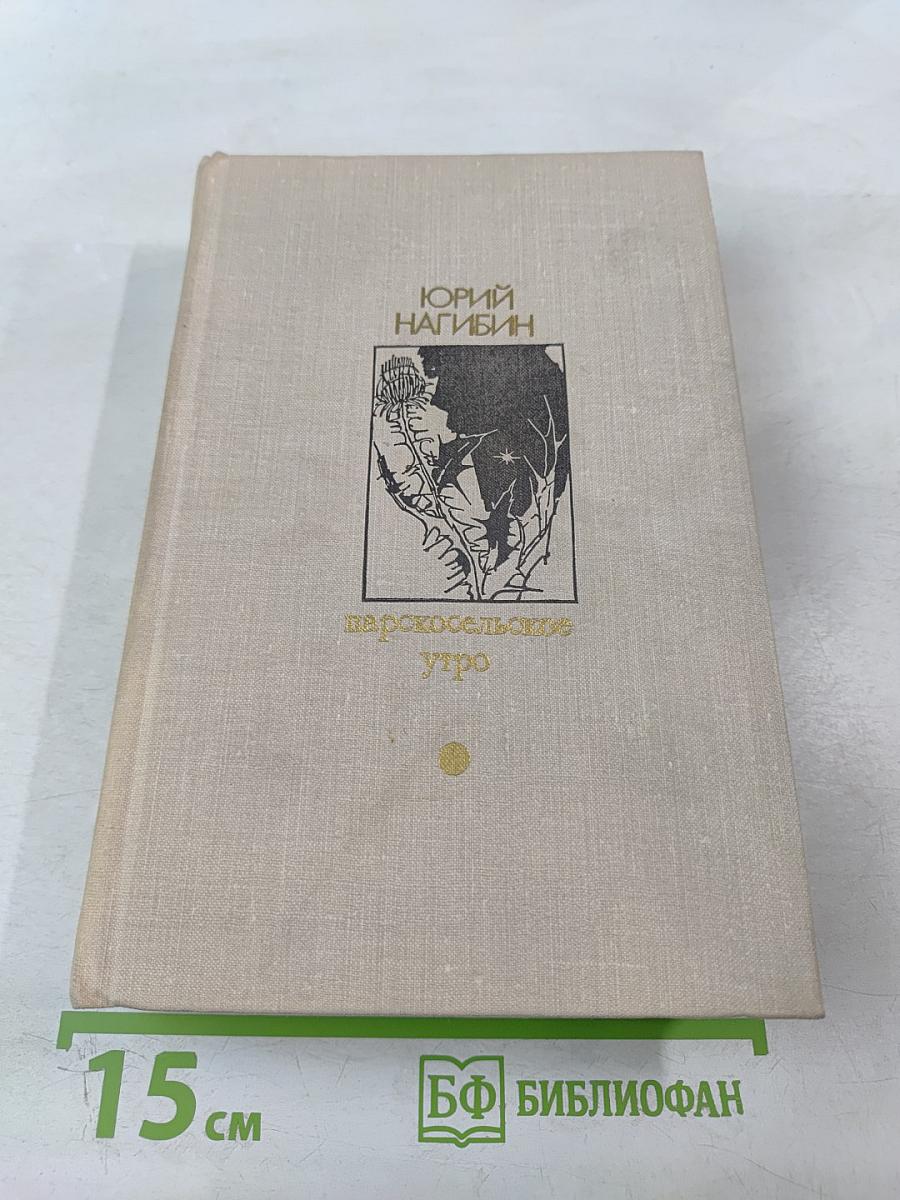 ЮРИЙ
НАГИБИН
царскосельское
утро
15 см
БФ БИБЛИОФАН